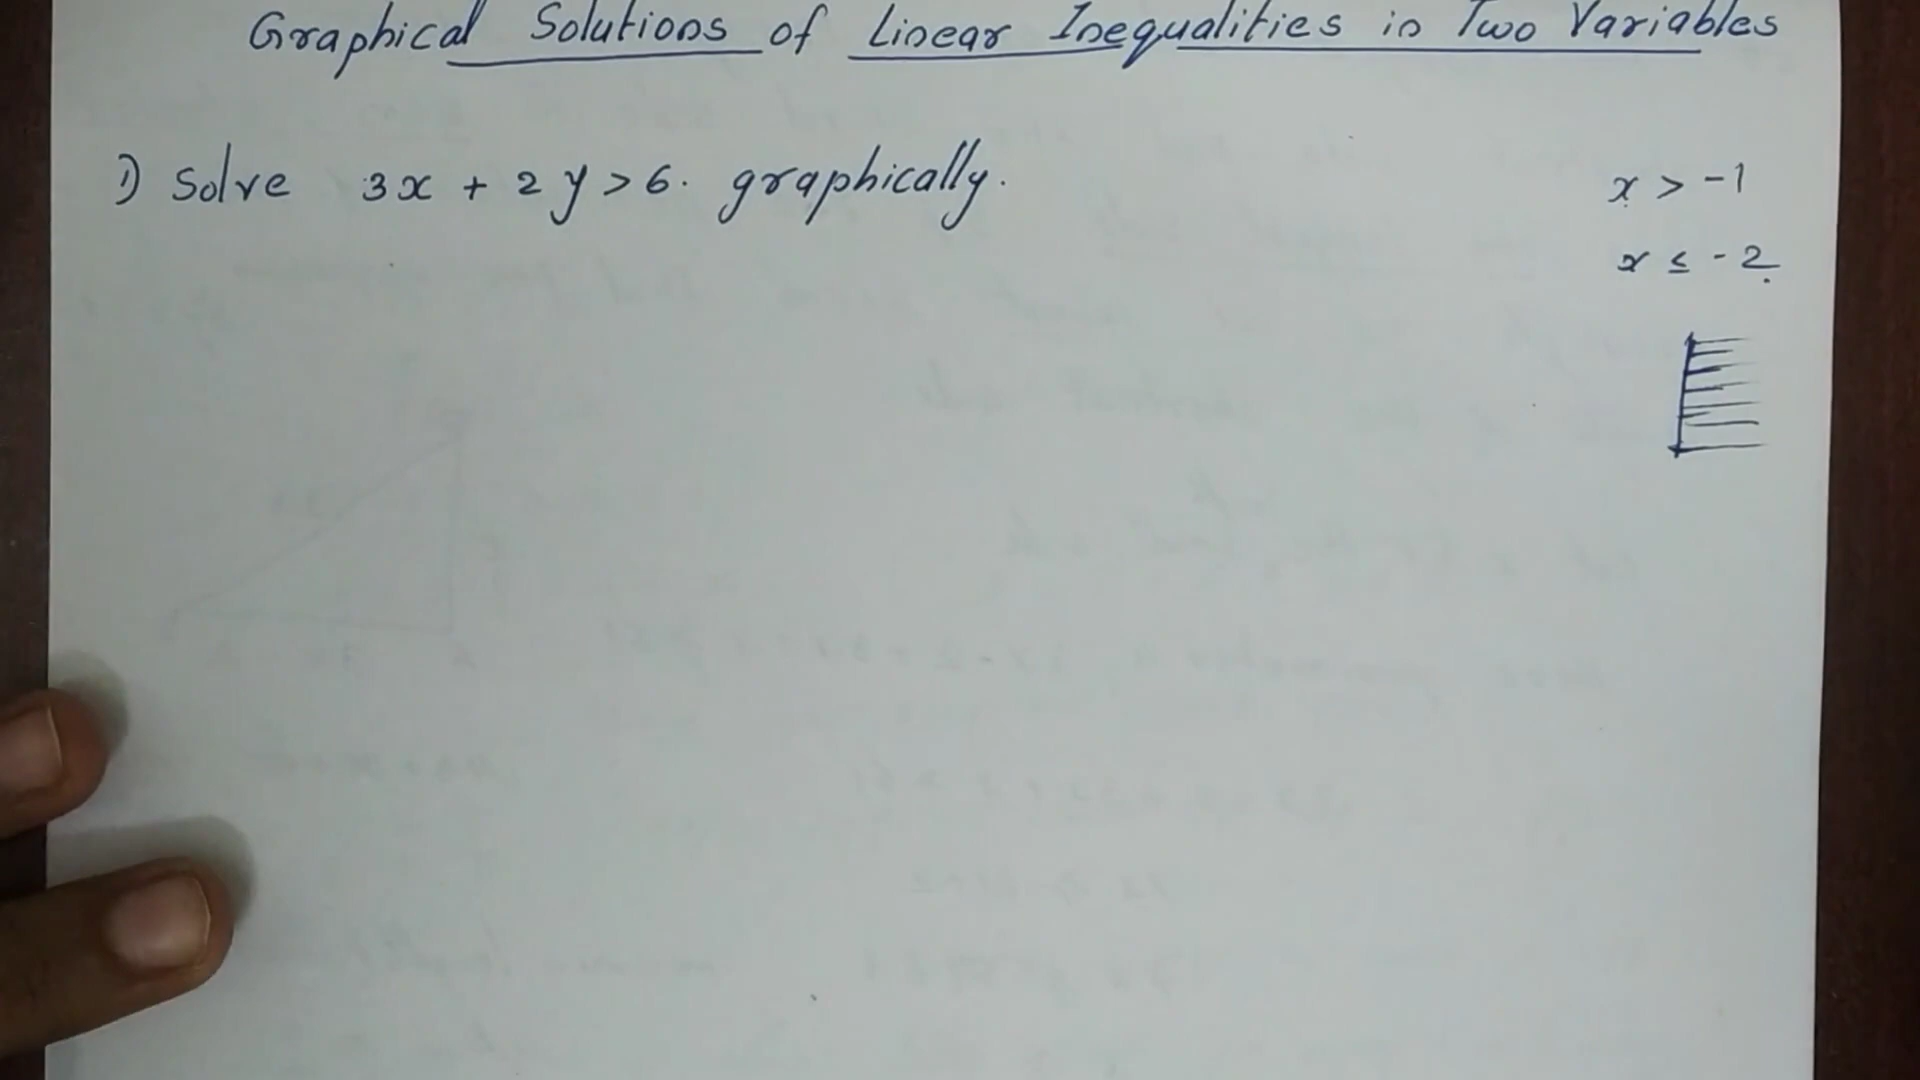 Graphical Solutions of Linear Inequalities in Two Variables
1) Solve 3x + 2y > 6. graphically.
x > -1
x ≤ -2